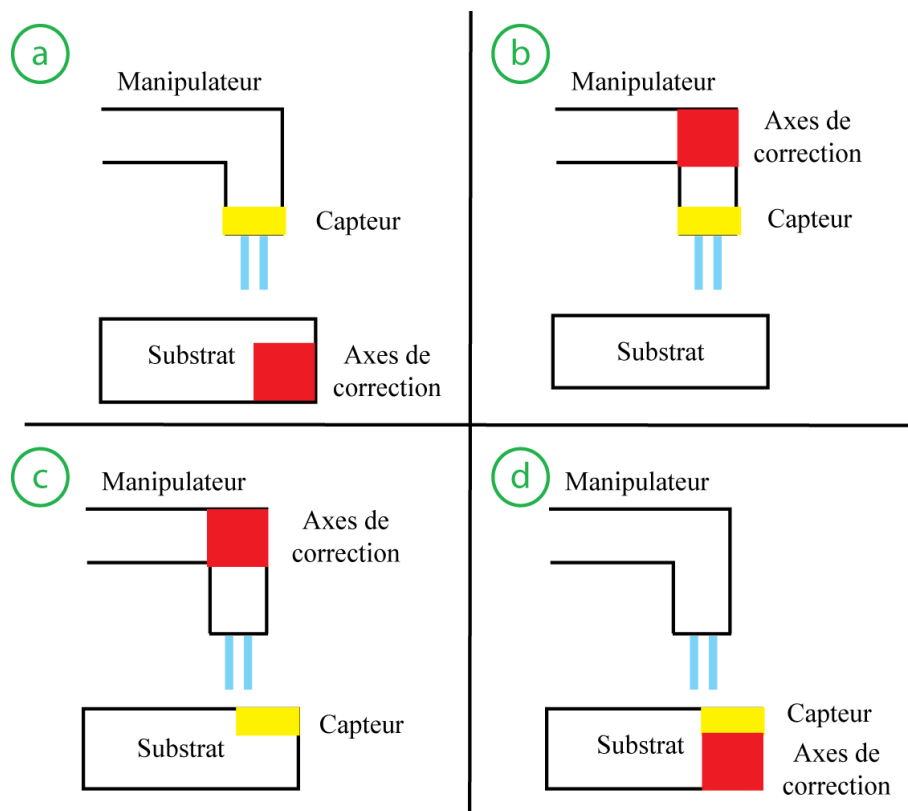 a
Manipulateur
Capteur
Substrat
Axes de
correction
b
Manipulateur
Axes de
correction
Capteur
Substrat
c
Manipulateur
Axes de
correction
Capteur
Substrat
d
Manipulateur
Capteur
Substrat
Axes de
correction